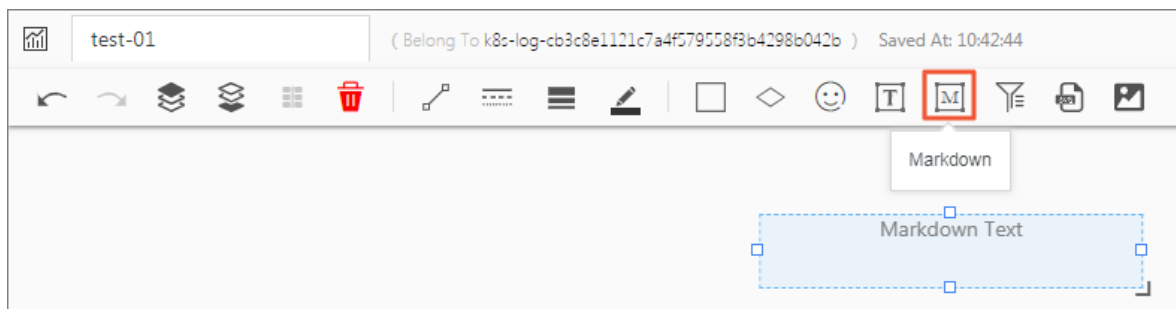 test-01
( Belong To k8s-log-cb3c8e1121c7a4f579558f3b4298b042b ) Saved At: 10:42:44
T
M
Markdown
Markdown Text